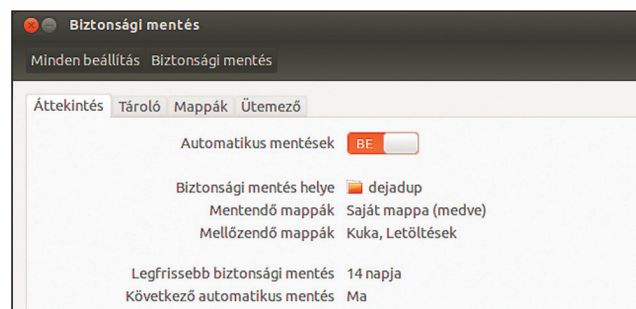 Biztonsági mentés
Minden beállítás Biztonsági mentés
Áttekintés Tároló Mappák Ütemező
Automatikus mentések BE
Biztonsági mentés helye dejadup
Mentendő mappák Saját mappa (medve)
Mellőzendő mappák Kuka, Letöltések
Legfrissebb biztonsági mentés 14 napja
Következő automatikus mentés Ma